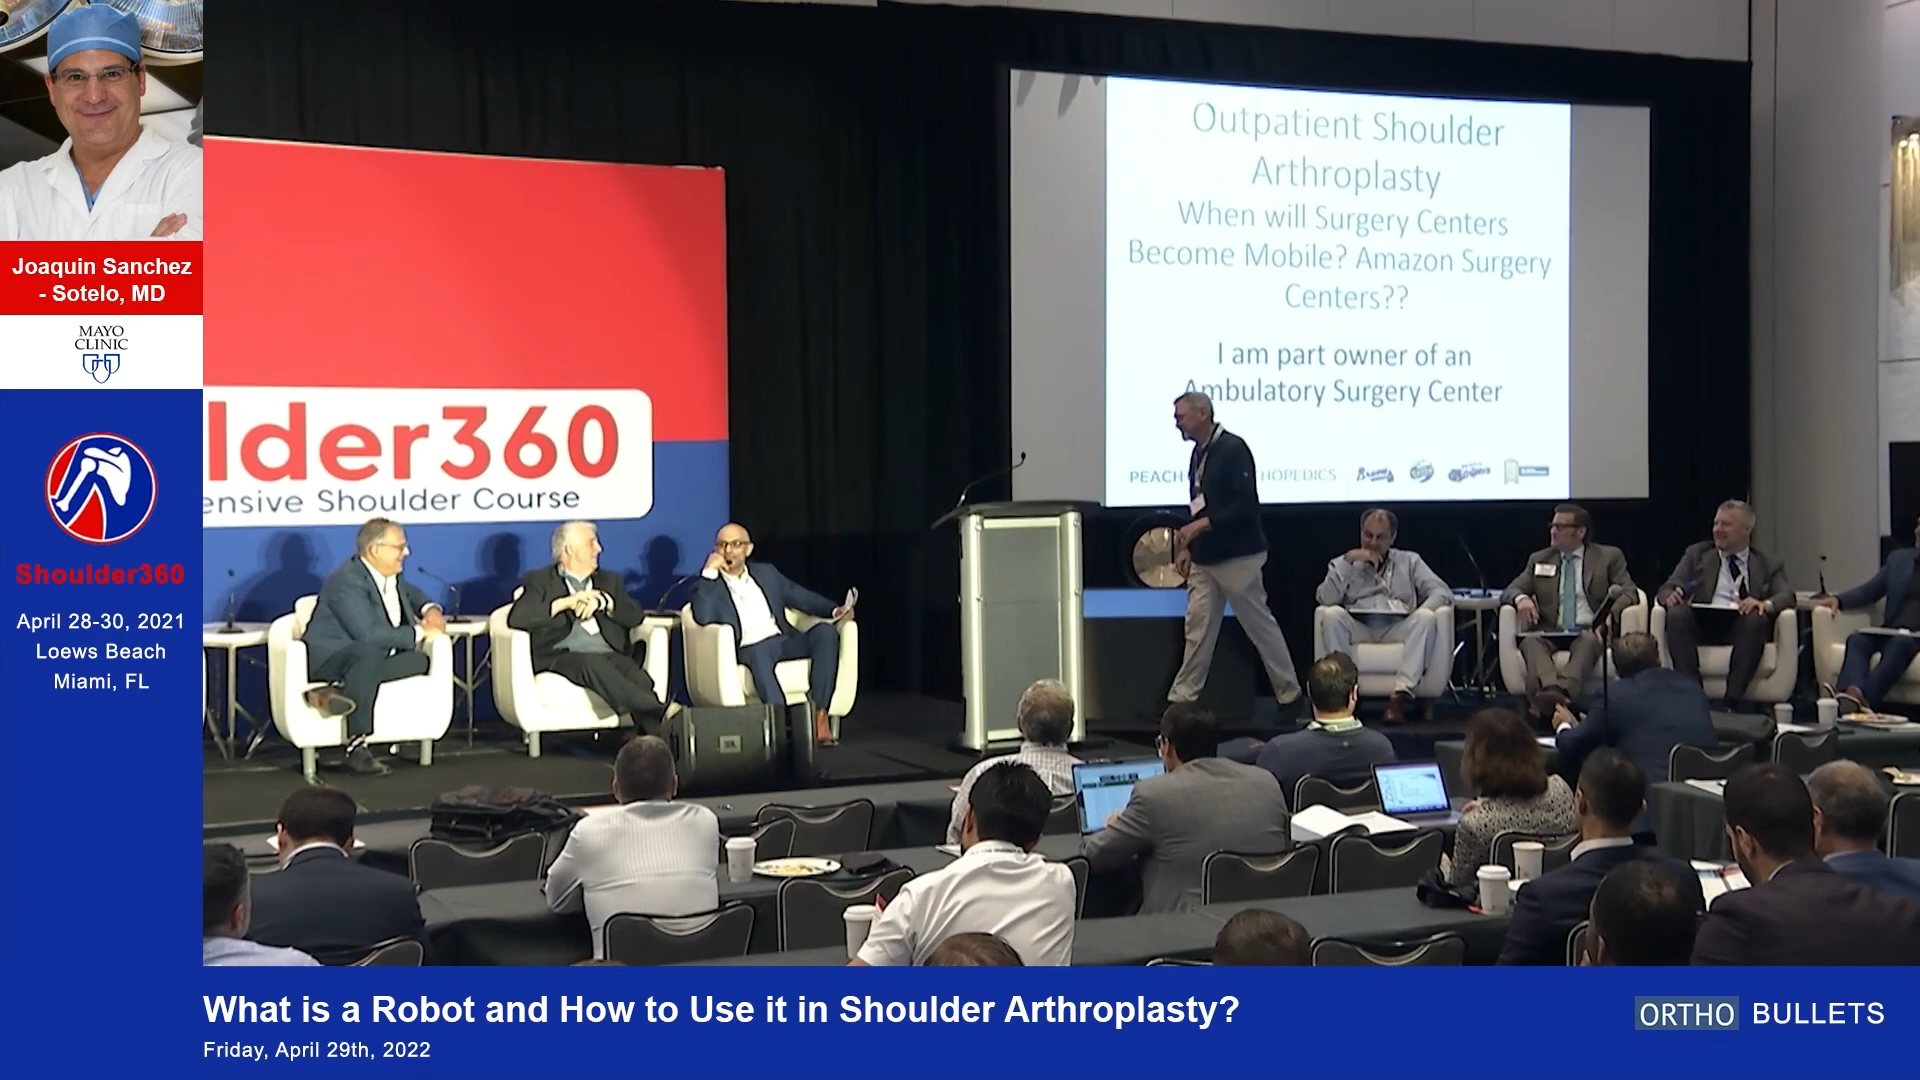 Joaquin Sanchez
- Sotelo, MD
MAYO
CLINIC
Shoulder360
April 28-30, 2021
Loews Beach
Miami, FL
lder360
ensive Shoulder Course
Outpatient Shoulder
Arthroplasty
When will Surgery Centers
Become Mobile? Amazon Surgery
Centers??
I am part owner of an
Ambulatory Surgery Center
PEACH HOPEDICS
Braves
JBL
What is a Robot and How to Use it in Shoulder Arthroplasty?
Friday, April 29th, 2022
ORTHO BULLETS